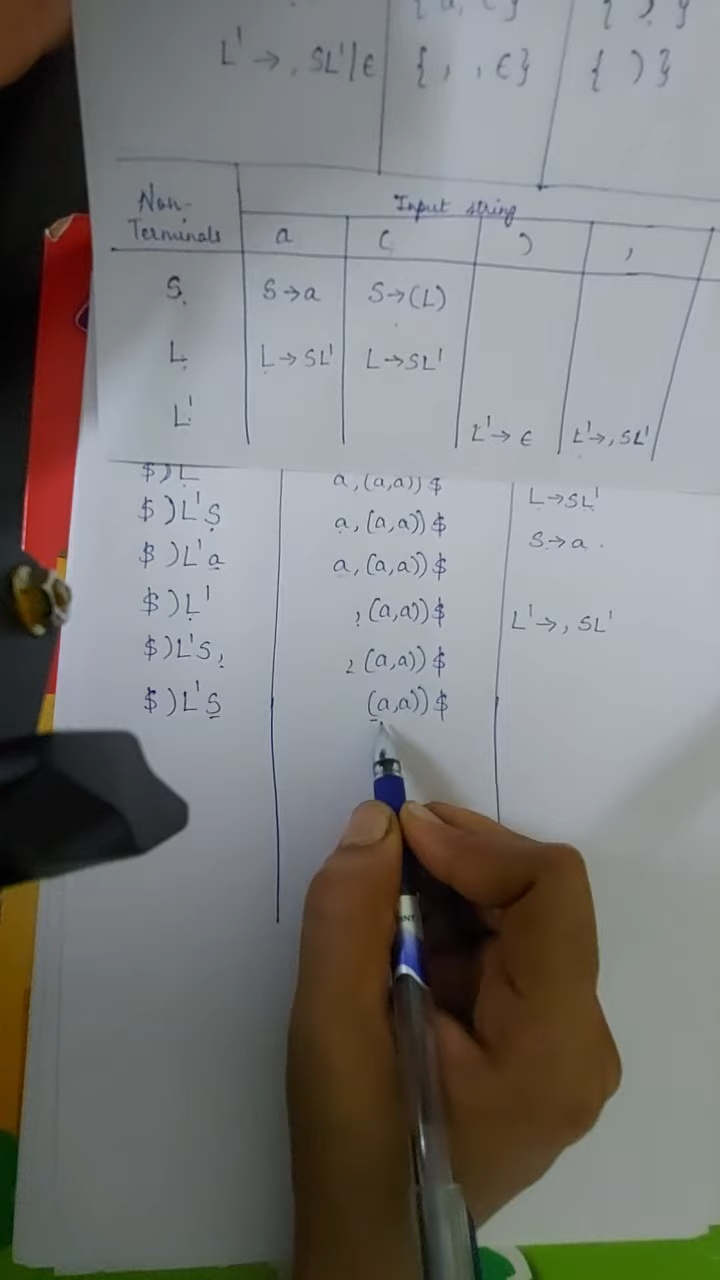 L' → , SL' | ϵ { , , ϵ } { ) }
Non-Terminals Input string
a ( ) ,
S S → a S → (L)
L L → SL' L → SL'
L' L' → ϵ L' → , SL'
$ ) L a , (a,a)) $ L → SL'
$ ) L' S a , (a,a)) $ S → a .
$ ) L' a a , (a,a)) $
$ ) L' , (a,a)) $ L' → , SL'
$ ) L' S , , (a,a)) $
$ ) L' S (a,a)) $